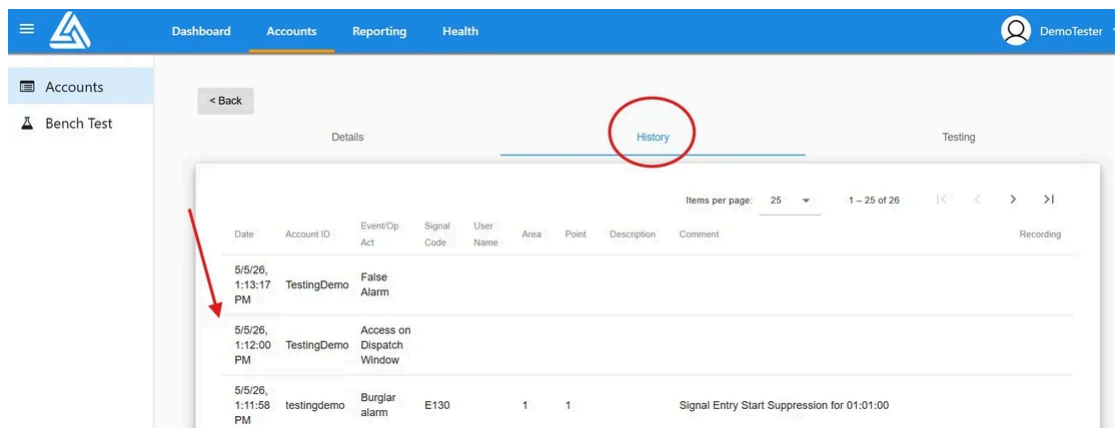 Dashboard Accounts Reporting Health DemoTester
Accounts
Bench Test
< Back
Details History Testing
Items per page: 25 1 – 25 of 26
Date Account ID Event/Op Act Signal Code User Name Area Point Description Comment Recording
5/5/26, 1:13:17 PM TestingDemo False Alarm
5/5/26, 1:12:00 PM TestingDemo Access on Dispatch Window
5/5/26, 1:11:58 PM testingdemo Burglar alarm E130 1 1 Signal Entry Start Suppression for 01:01:00